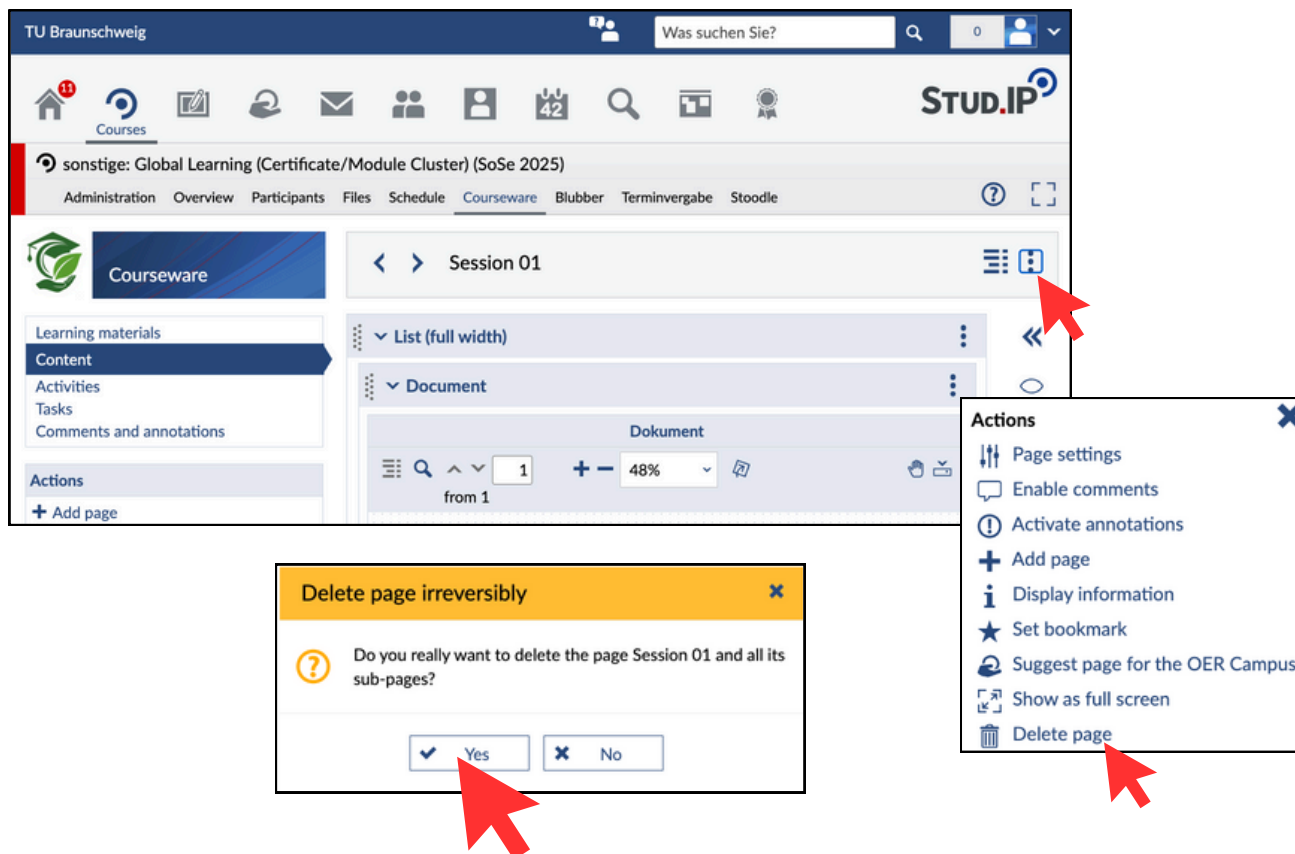 TU Braunschweig
Was suchen Sie?
0
11
42
Courses
STUD.IP
sonstige: Global Learning (Certificate/Module Cluster) (SoSe 2025)
Administration Overview Participants Files Schedule Courseware Blubber Terminvergabe Stoodle
Courseware
Session 01
Learning materials
Content
Activities
Tasks
Comments and annotations
Actions
+ Add page
List (full width)
Document
Dokument
1
48%
from 1
Actions
Page settings
Enable comments
Activate annotations
Add page
Display information
Set bookmark
Suggest page for the OER Campus
Show as full screen
Delete page
Delete page irreversibly
Do you really want to delete the page Session 01 and all its
sub-pages?
Yes No